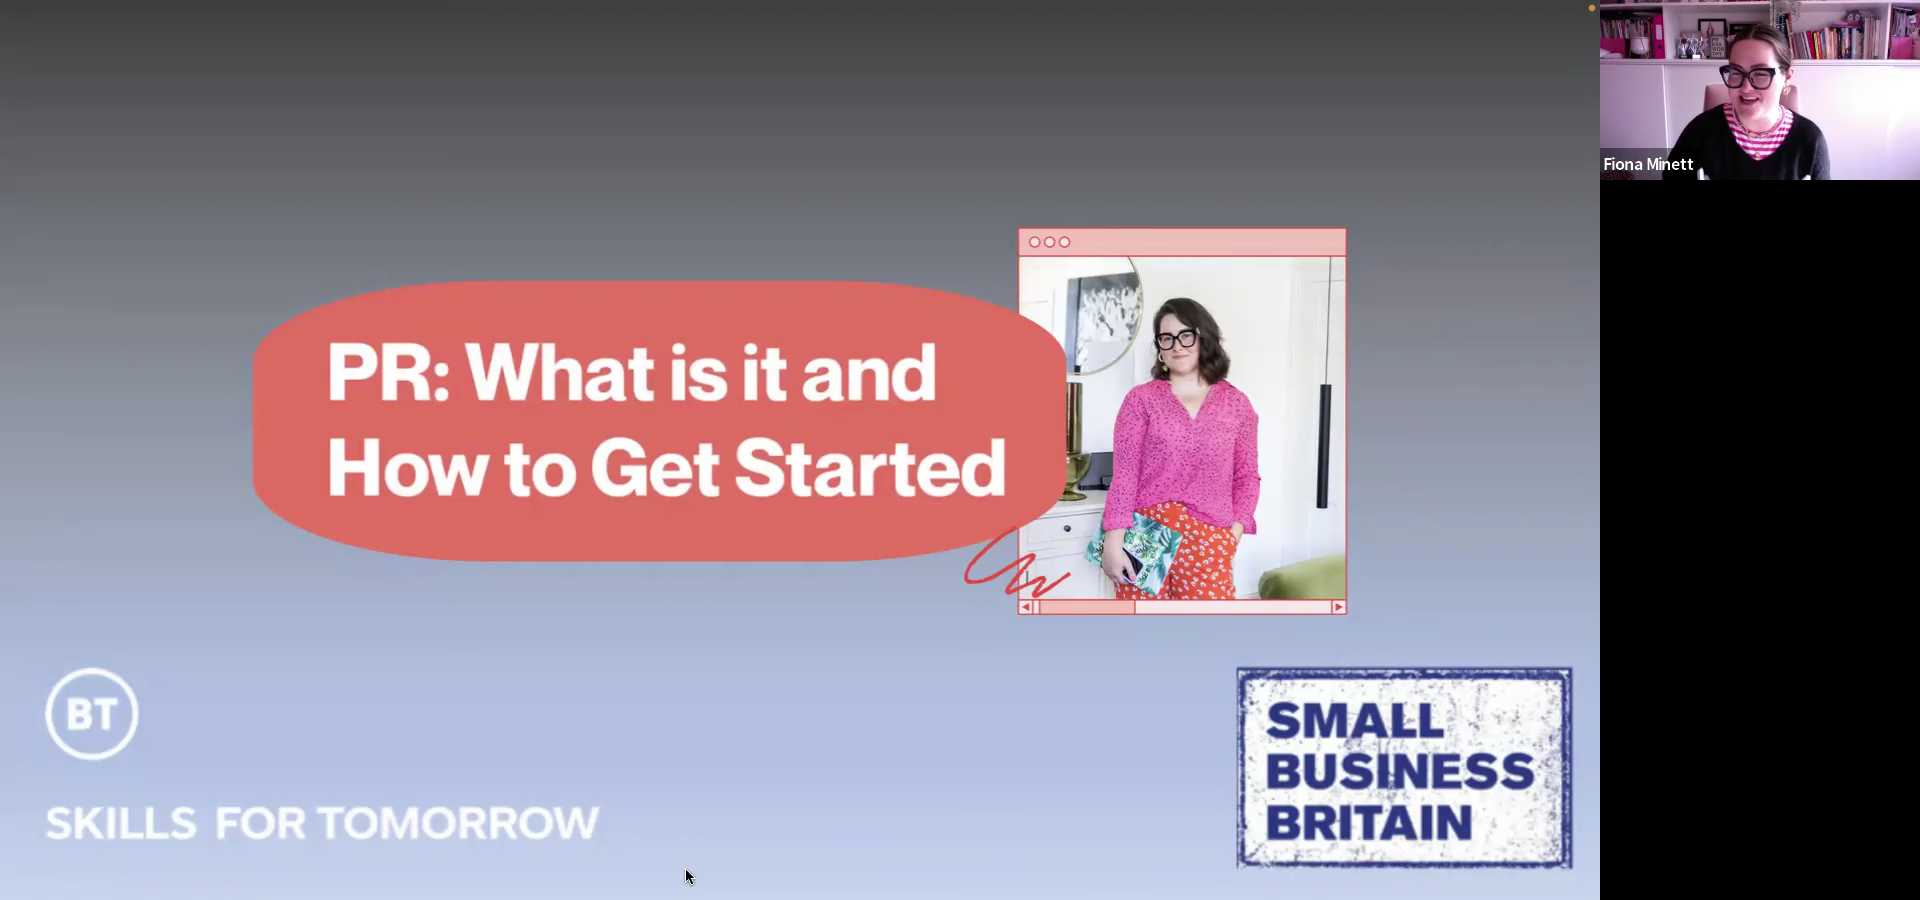 PR: What is it and
How to Get Started
BT
SKILLS FOR TOMORROW
SMALL
BUSINESS
BRITAIN
Fiona Minett